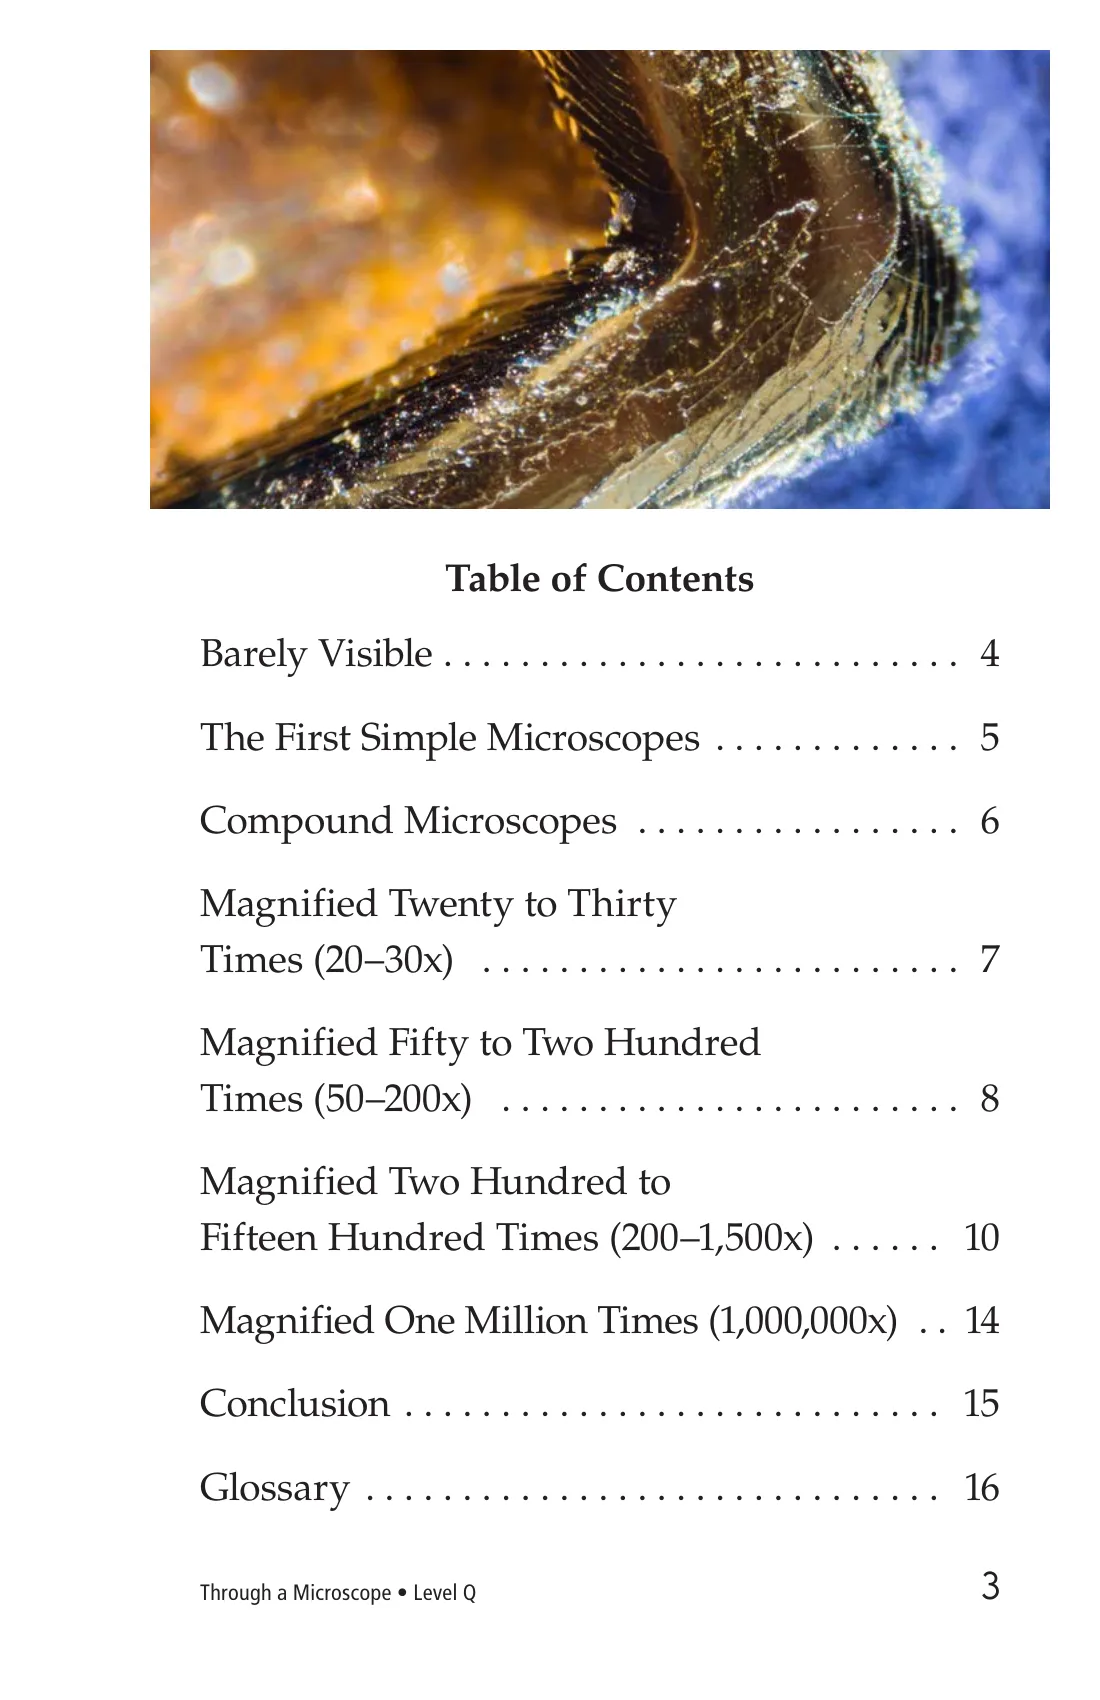 Table of Contents
Barely Visible . . . . . . . . . . . . . . . . . . . . . . . . . . . 4
The First Simple Microscopes . . . . . . . . . . . . . 5
Compound Microscopes . . . . . . . . . . . . . . . . . 6
Magnified Twenty to Thirty
Times (20–30x) . . . . . . . . . . . . . . . . . . . . . . . . . 7
Magnified Fifty to Two Hundred
Times (50–200x) . . . . . . . . . . . . . . . . . . . . . . . . 8
Magnified Two Hundred to
Fifteen Hundred Times (200–1,500x) . . . . . . 10
Magnified One Million Times (1,000,000x) . . 14
Conclusion . . . . . . . . . . . . . . . . . . . . . . . . . . . . 15
Glossary . . . . . . . . . . . . . . . . . . . . . . . . . . . . . . 16
Through a Microscope • Level Q 3